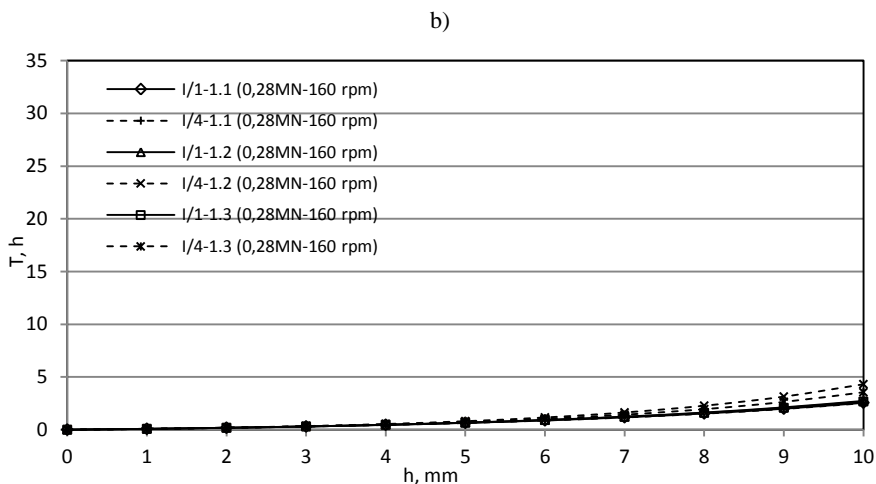 b)
35
30
25
20
15
10
5
0
T, h
I/1-1.1 (0,28MN-160 rpm)
I/4-1.1 (0,28MN-160 rpm)
I/1-1.2 (0,28MN-160 rpm)
I/4-1.2 (0,28MN-160 rpm)
I/1-1.3 (0,28MN-160 rpm)
I/4-1.3 (0,28MN-160 rpm)
0 1 2 3 4 5 6 7 8 9 10
h, mm